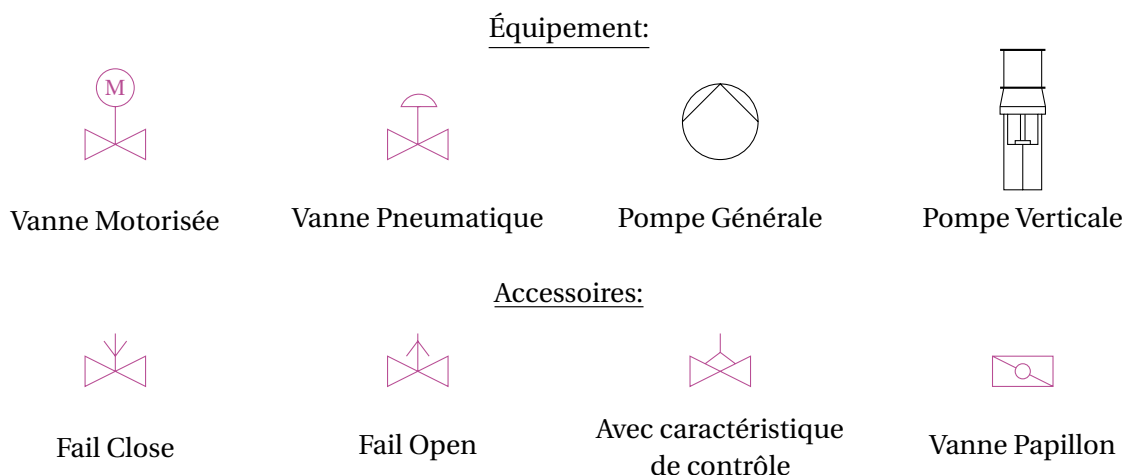 Équipement:
M
Vanne Motorisée
Vanne Pneumatique
Pompe Générale
Pompe Verticale
Accessoires:
Fail Close
Fail Open
Avec caractéristique
de contrôle
Vanne Papillon